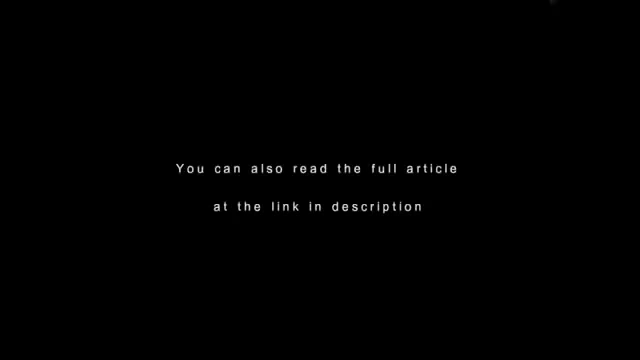 You can also read the full article
at the link in description